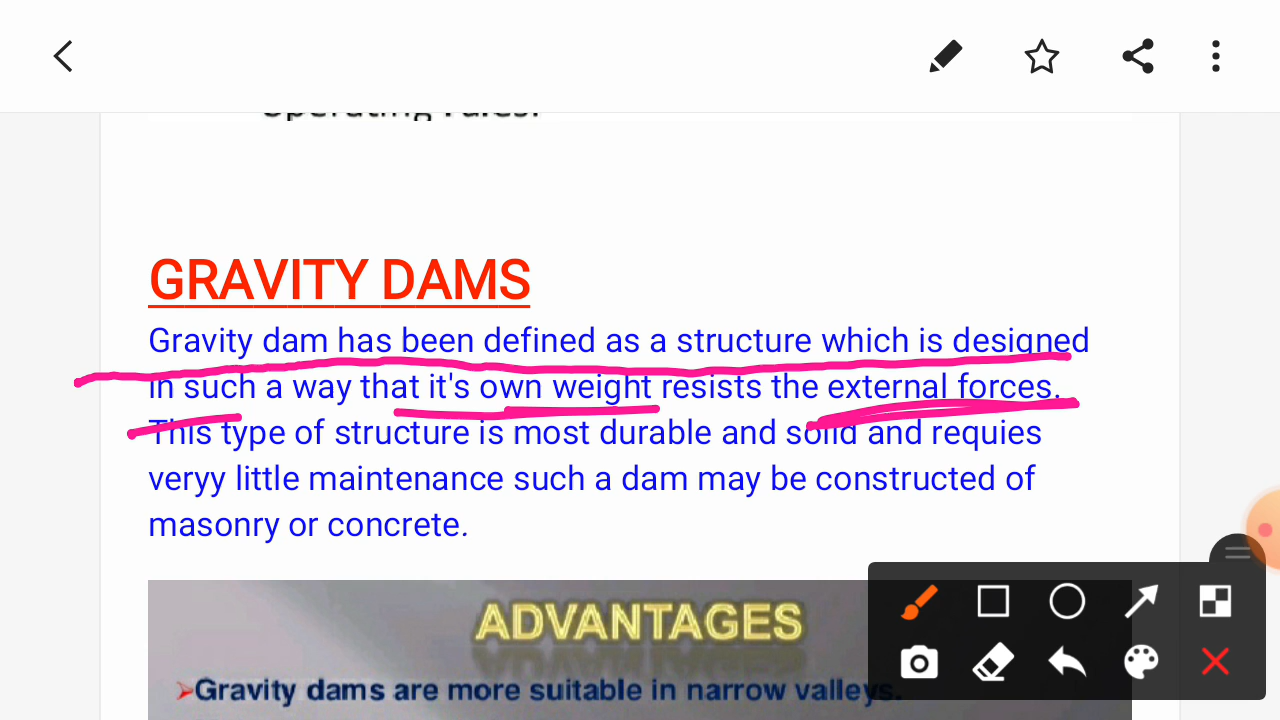 Operating rules.
GRAVITY DAMS
Gravity dam has been defined as a structure which is designed
in such a way that it's own weight resists the external forces.
This type of structure is most durable and solid and requies
veryy little maintenance such a dam may be constructed of
masonry or concrete.
ADVANTAGES
➢Gravity dams are more suitable in narrow valleys.